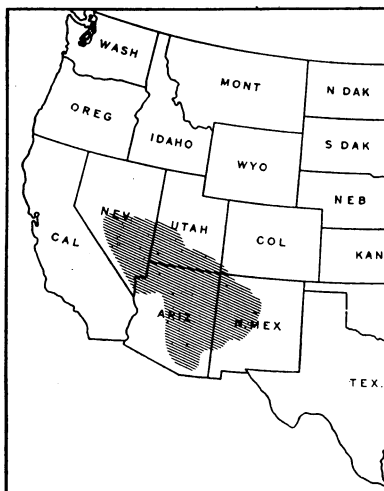 WASH
MONT
N DAK
OREG
IDAHO
S DAK
WYO
NEB
NEV
UTAH
CAL
COL
KAN
ARIZ
N.MEX
TEX.